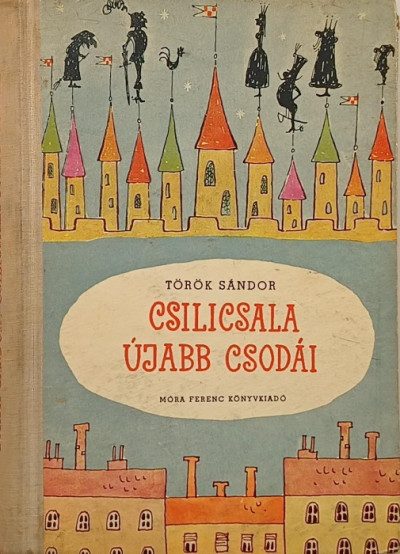 TÖRÖK SÁNDOR
CSILICSALA
ÚJABB CSODÁI
MÓRA FERENC KÖNYVKIADÓ